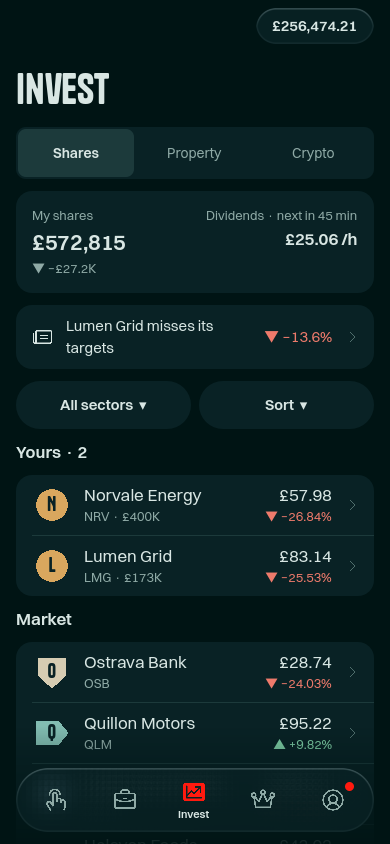 £256,474.21
INVEST
Shares
Property
Crypto
My shares
Dividends · next in 45 min
£572,815
£25.06 /h
▼ -£27.2K
Lumen Grid misses its
targets
▼ -13.6%
All sectors ▾
Sort ▾
Yours · 2
N
Norvale Energy
£57.98
NRV · £400K
▼ -26.84%
L
Lumen Grid
£83.14
LMG · £173K
▼ -25.53%
Market
O
Ostrava Bank
£28.74
OSB
▼ -24.03%
Q
Quillon Motors
£95.22
QLM
▲ +9.82%
Invest